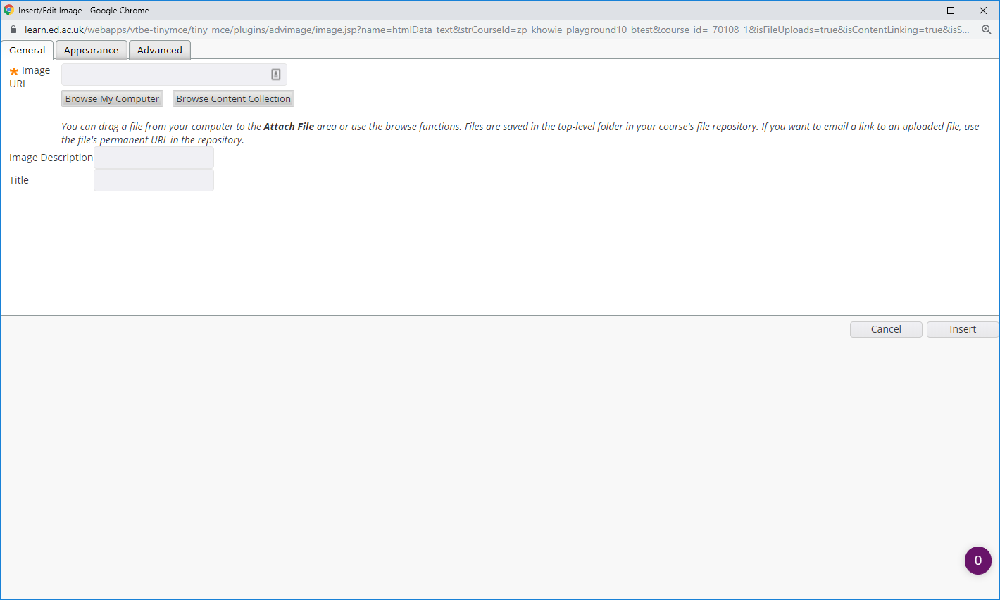 Insert/Edit Image - Google Chrome
learn.ed.ac.uk/webapps/vtbe-tinymce/tiny_mce/plugins/advimage/image.jsp?name=htmlData_text&strCourseId=zp_khowie_playground10_btest&course_id=_70108_1&isFileUploads=true&isContentLinking=true&isS...
General Appearance Advanced
Image
URL
Browse My Computer Browse Content Collection
You can drag a file from your computer to the Attach File area or use the browse functions. Files are saved in the top-level folder in your course's file repository. If you want to email a link to an uploaded file, use
the file's permanent URL in the repository.
Image Description
Title
Cancel Insert
0